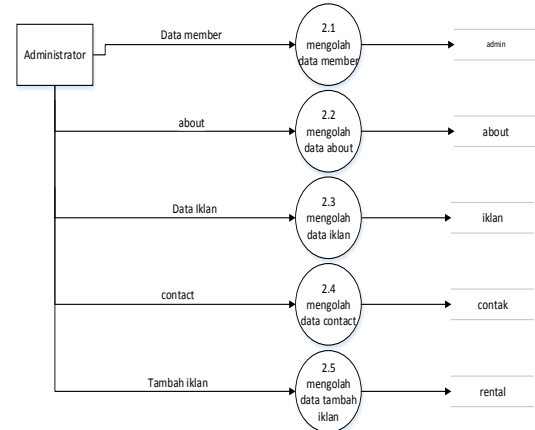 Administrator
Data member
2.1
mengolah
data member
admin
about
2.2
mengolah
data about
about
Data Iklan
2.3
mengolah
data iklan
iklan
contact
2.4
mengolah
data contact
contak
Tambah iklan
2.5
mengolah
data tambah
iklan
rental